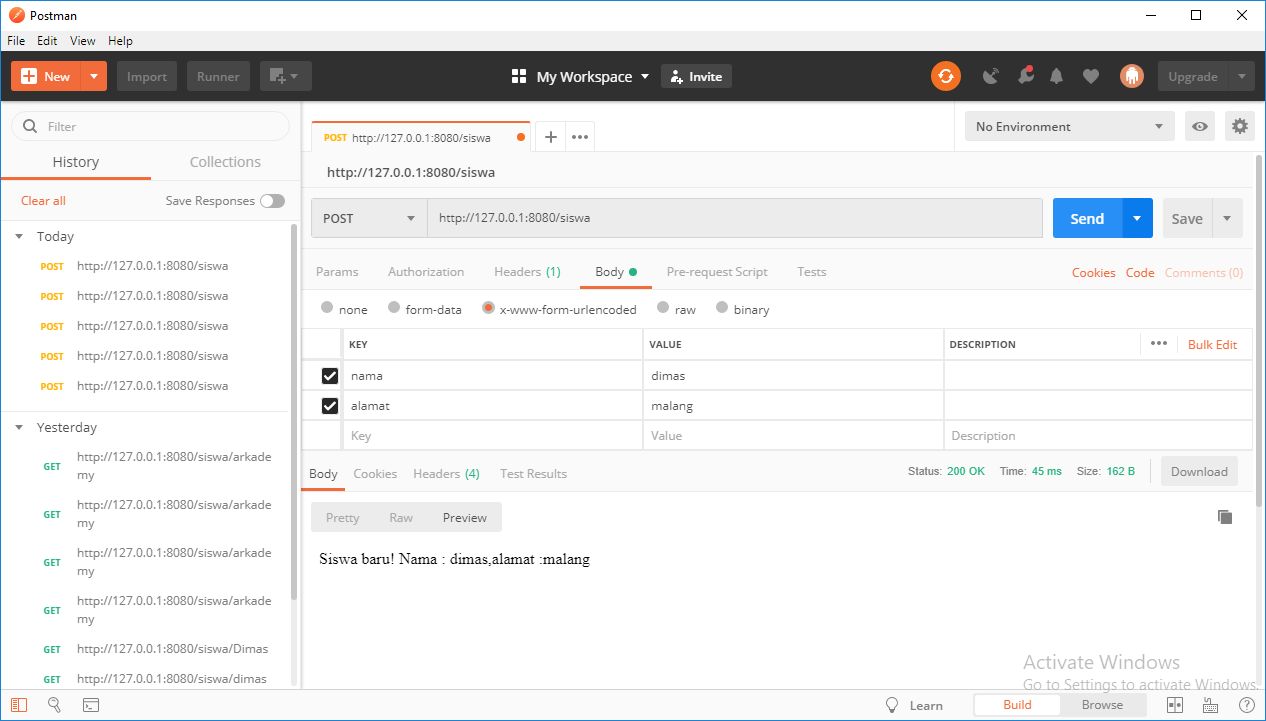 Postman
File Edit View Help
New Import Runner My Workspace Invite Upgrade
Filter
History Collections
Clear all Save Responses
Today
POST http://127.0.0.1:8080/siswa
POST http://127.0.0.1:8080/siswa
POST http://127.0.0.1:8080/siswa
POST http://127.0.0.1:8080/siswa
POST http://127.0.0.1:8080/siswa
Yesterday
GET http://127.0.0.1:8080/siswa/arkade
my
GET http://127.0.0.1:8080/siswa/arkade
my
GET http://127.0.0.1:8080/siswa/arkade
my
GET http://127.0.0.1:8080/siswa/arkade
my
GET http://127.0.0.1:8080/siswa/Dimas
GET http://127.0.0.1:8080/siswa/dimas
POST http://127.0.0.1:8080/siswa
No Environment
http://127.0.0.1:8080/siswa
POST http://127.0.0.1:8080/siswa Send Save
Params Authorization Headers (1) Body Pre-request Script Tests Cookies Code Comments (0)
none form-data x-www-form-urlencoded raw binary
KEY VALUE DESCRIPTION Bulk Edit
nama dimas
alamat malang
Key Value Description
Body Cookies Headers (4) Test Results Status: 200 OK Time: 45 ms Size: 162 B Download
Pretty Raw Preview
Siswa baru! Nama : dimas,alamat :malang
Activate Windows
Go to Settings to activate Windows.
Learn Build Browse